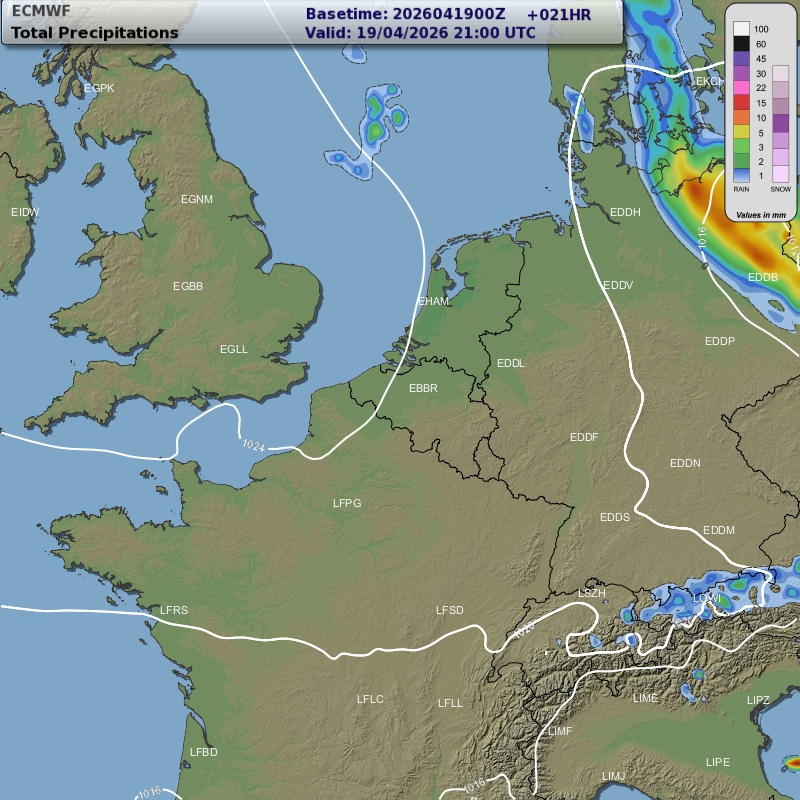 ECMWF
Basetime: 2026041900Z +021HR
Total Precipitations
Valid: 19/04/2026 21:00 UTC
100
60
45
30
22
15
10
5
3
2
1
RAIN
SNOW
Values in mm
EGPK
EKCH
EGNM
EIDW
EDDH
1016
EGBB
EDDV
EDDB
EHAM
EGLL
EDDP
EDDL
EBBR
1024
EDDF
EDDN
LFPG
EDDS
EDDM
LSZH
LOWI
LFRS
LFSD
1020
LFLC
LFLL
LIME
LIPZ
LIMF
LFBD
LIPE
LIMJ
1016
1016